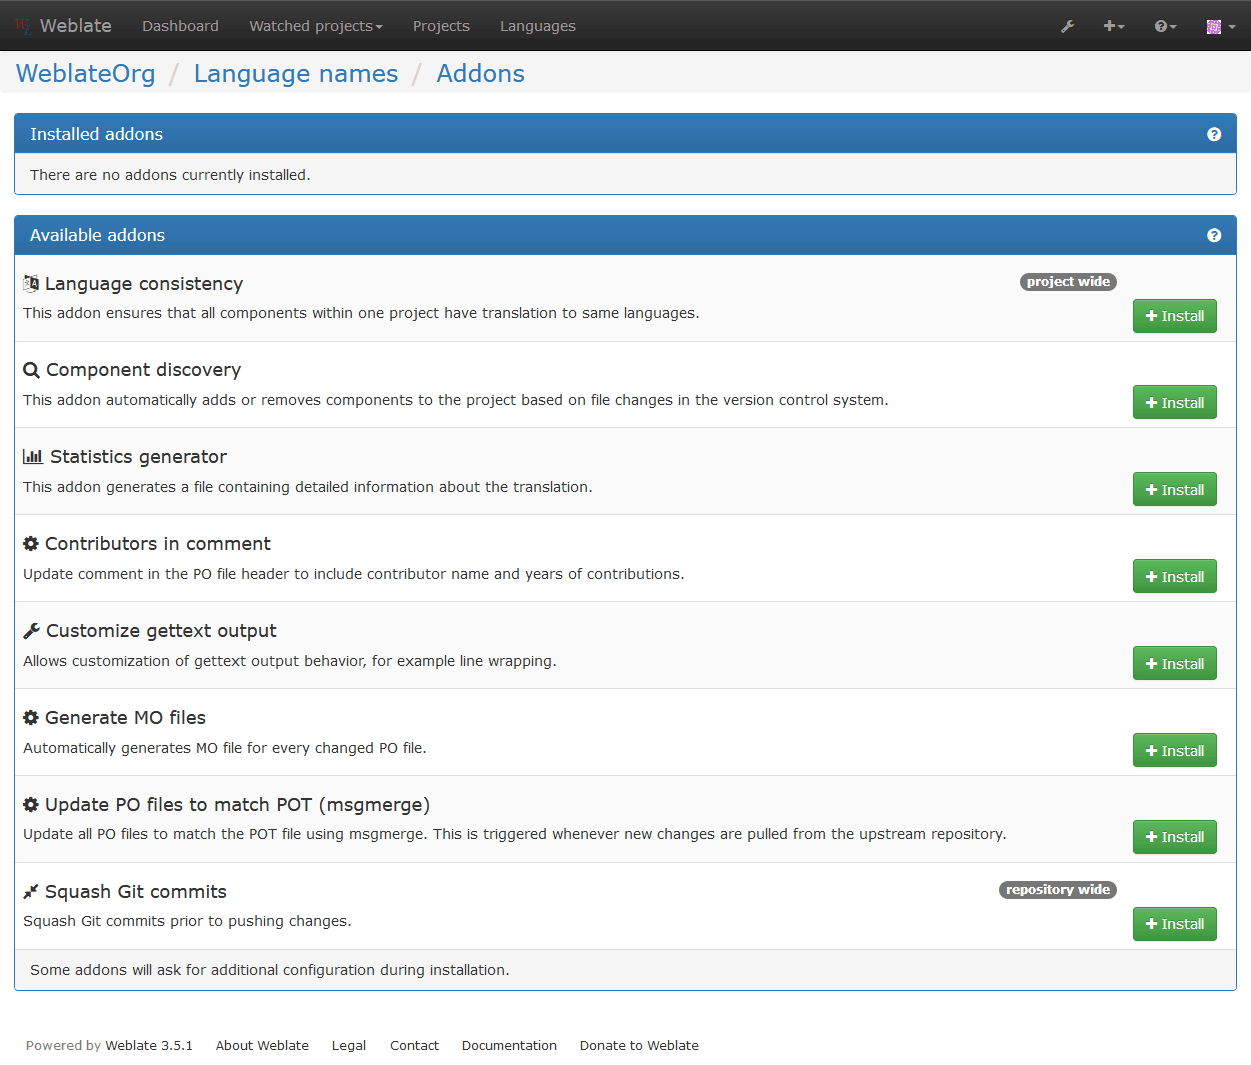 Weblate Dashboard Watched projects Projects Languages
WeblateOrg / Language names / Addons
Installed addons
There are no addons currently installed.
Available addons
Language consistency project wide
This addon ensures that all components within one project have translation to same languages.
Install
Component discovery
This addon automatically adds or removes components to the project based on file changes in the version control system.
Install
Statistics generator
This addon generates a file containing detailed information about the translation.
Install
Contributors in comment
Update comment in the PO file header to include contributor name and years of contributions.
Install
Customize gettext output
Allows customization of gettext output behavior, for example line wrapping.
Install
Generate MO files
Automatically generates MO file for every changed PO file.
Install
Update PO files to match POT (msgmerge)
Update all PO files to match the POT file using msgmerge. This is triggered whenever new changes are pulled from the upstream repository.
Install
Squash Git commits repository wide
Squash Git commits prior to pushing changes.
Install
Some addons will ask for additional configuration during installation.
Powered by Weblate 3.5.1 About Weblate Legal Contact Documentation Donate to Weblate